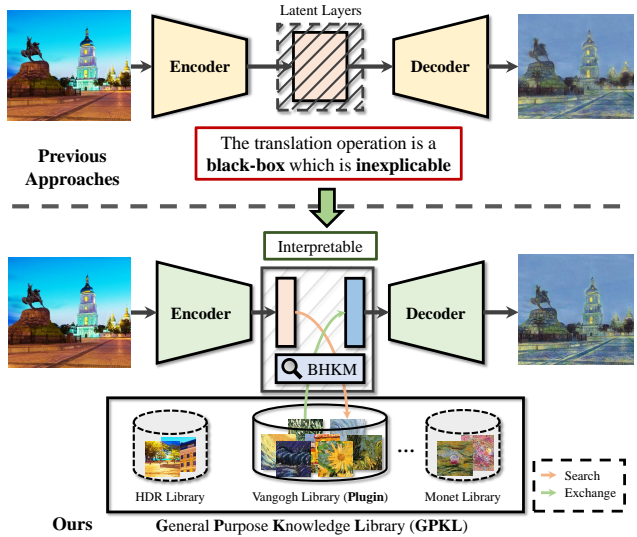 Latent Layers
Encoder
Decoder
Previous
Approaches
The translation operation is a
black-box which is inexplicable
Interpretable
Encoder
Decoder
BHKM
...
HDR Library
Vangogh Library (Plugin)
Monet Library
Search
Exchange
Ours
General Purpose Knowledge Library (GPKL)